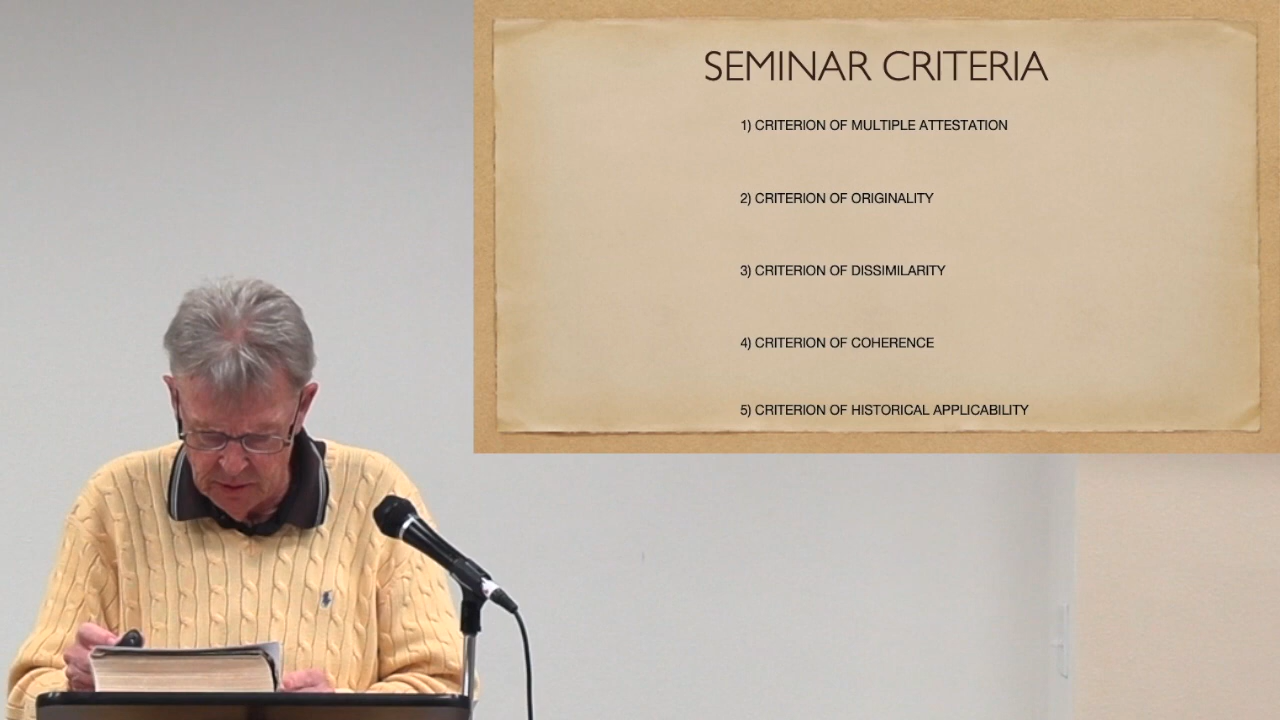 SEMINAR CRITERIA
1) CRITERION OF MULTIPLE ATTESTATION
2) CRITERION OF ORIGINALITY
3) CRITERION OF DISSIMILARITY
4) CRITERION OF COHERENCE
5) CRITERION OF HISTORICAL APPLICABILITY